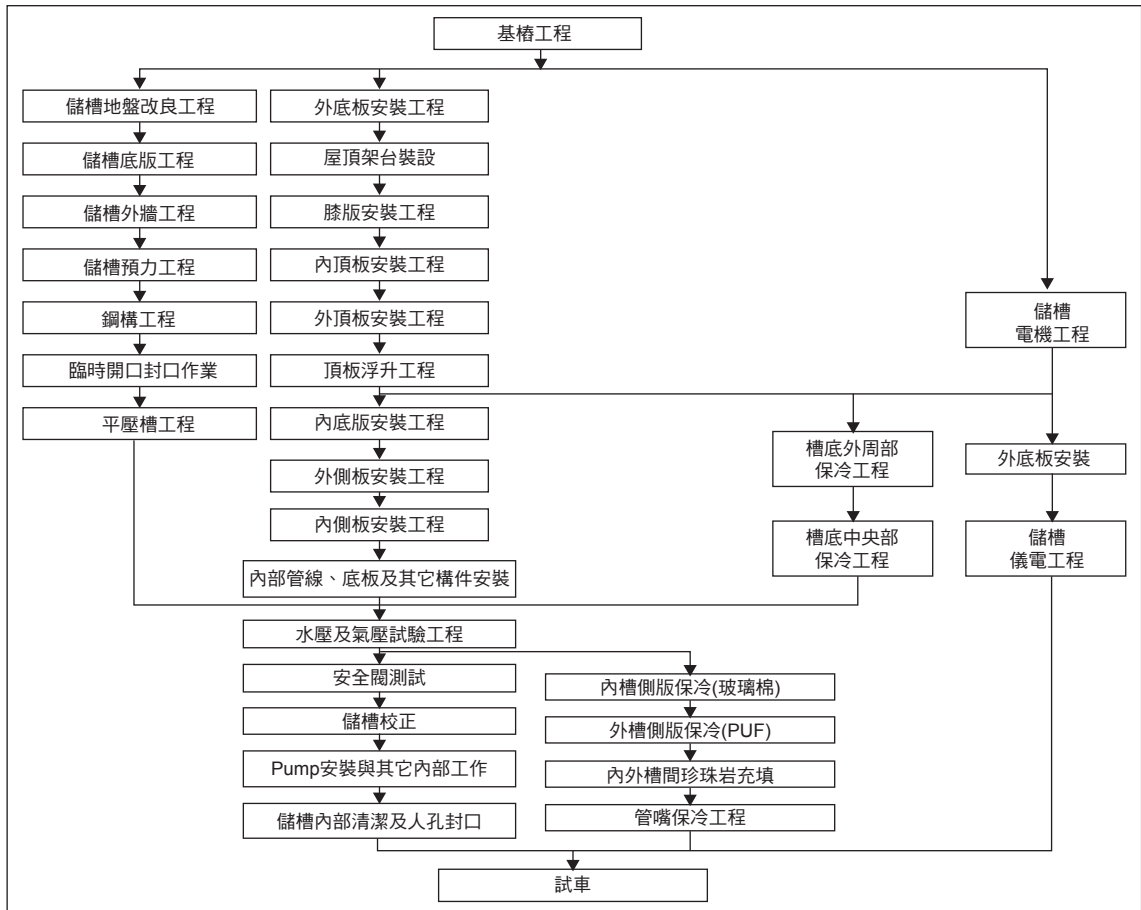 基樁工程
儲槽地盤改良工程
儲槽底版工程
儲槽外牆工程
儲槽預力工程
鋼構工程
臨時開口封口作業
平壓槽工程
外底板安裝工程
屋頂架台裝設
膝版安裝工程
內頂板安裝工程
外頂板安裝工程
頂板浮升工程
內底版安裝工程
外側板安裝工程
內側板安裝工程
內部管線、底板及其它構件安裝
槽底外周部
保冷工程
槽底中央部
保冷工程
儲槽
電機工程
外底板安裝
儲槽
儀電工程
水壓及氣壓試驗工程
安全閥測試
儲槽校正
Pump安裝與其它內部工作
儲槽內部清潔及人孔封口
內槽側版保冷(玻璃棉)
外槽側版保冷(PUF)
內外槽間珍珠岩充填
管嘴保冷工程
試車